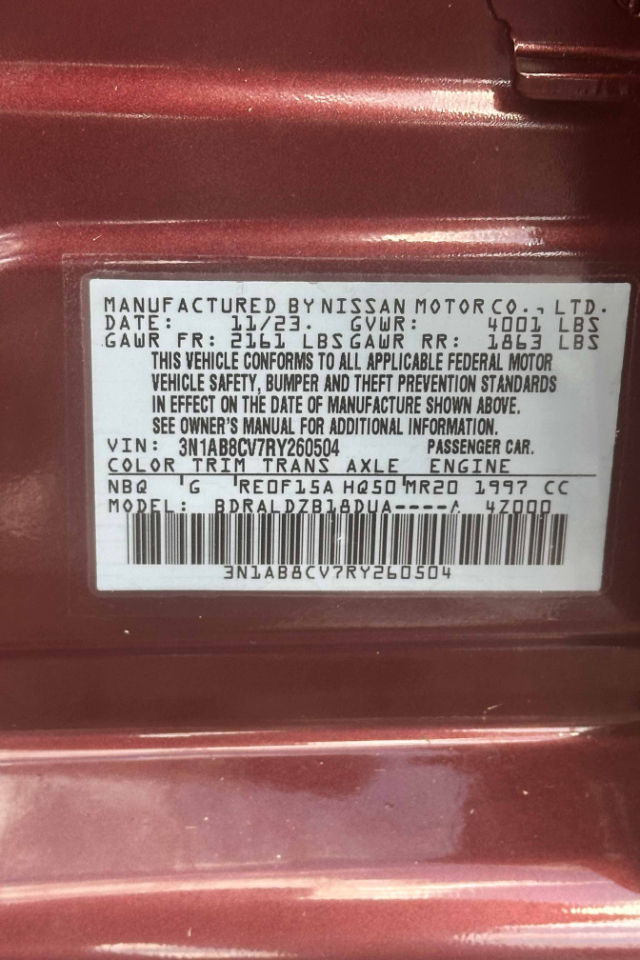 MANUFACTURED BY NISSAN MOTOR CO., LTD.
DATE: 11/23. GVWR: 4001 LBS
GAWR FR: 2161 LBS GAWR RR: 1863 LBS
THIS VEHICLE CONFORMS TO ALL APPLICABLE FEDERAL MOTOR
VEHICLE SAFETY, BUMPER AND THEFT PREVENTION STANDARDS
IN EFFECT ON THE DATE OF MANUFACTURE SHOWN ABOVE.
SEE OWNER'S MANUAL FOR ADDITIONAL INFORMATION.
VIN: 3N1AB8CV7RY260504 PASSENGER CAR.
COLOR TRIM TRANS AXLE ENGINE
NBQ 'G 'RE0F15A HQ50'MR20 1997 CC
MODEL: BDRALDZB18DUA----A 4Z000
3N1AB8CV7RY260504